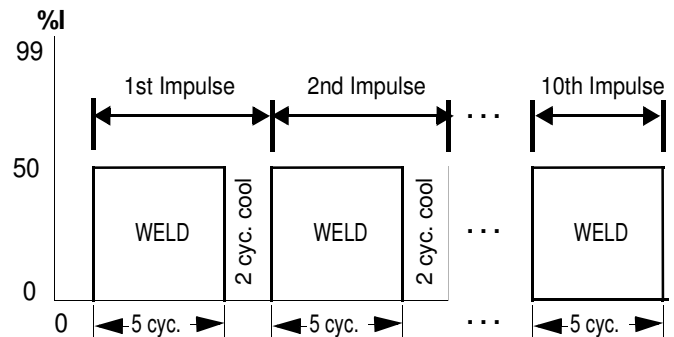 %I
99
1st Impulse 2nd Impulse ... 10th Impulse
50
WELD 2 cyc. cool WELD 2 cyc. cool ... WELD
0
0 5 cyc. 5 cyc. ... 5 cyc.